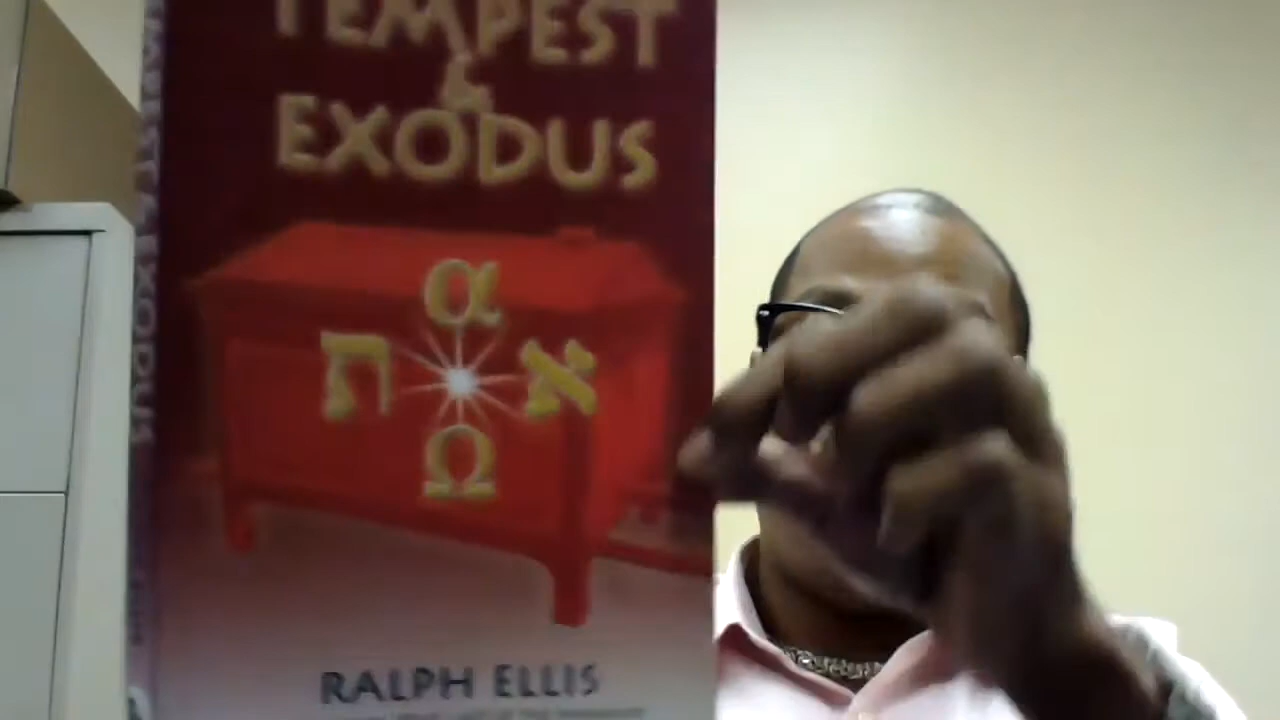 TEMPEST
&
EXODUS
α
ת א
Ω
RALPH ELLIS